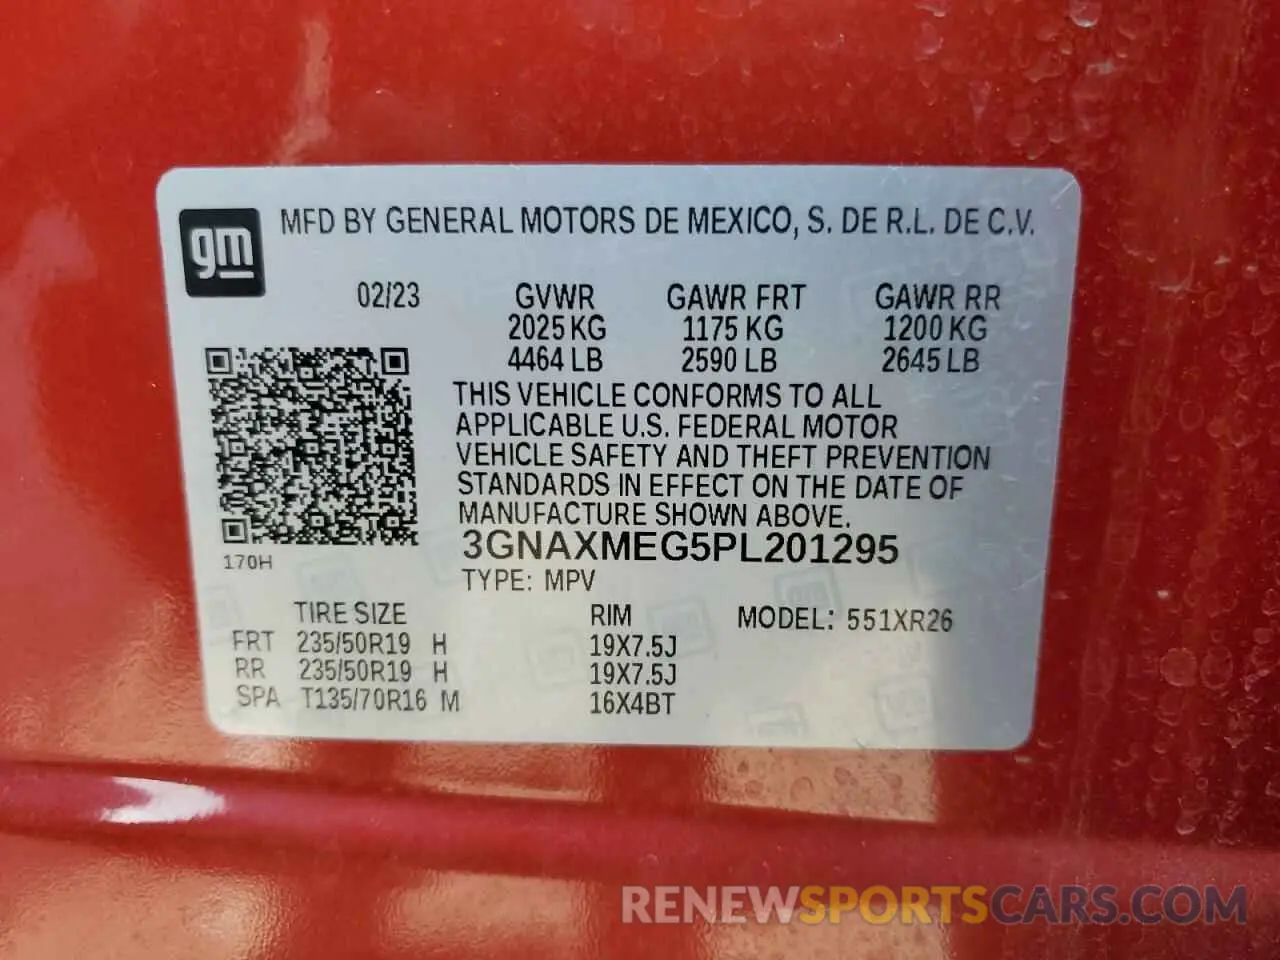 gm
MFD BY GENERAL MOTORS DE MEXICO, S. DE R.L. DE C.V.
02/23 GVWR GAWR FRT GAWR RR
2025 KG 1175 KG 1200 KG
4464 LB 2590 LB 2645 LB
THIS VEHICLE CONFORMS TO ALL
APPLICABLE U.S. FEDERAL MOTOR
VEHICLE SAFETY AND THEFT PREVENTION
STANDARDS IN EFFECT ON THE DATE OF
MANUFACTURE SHOWN ABOVE.
3GNAXMEG5PL201295
170H
TYPE: MPV
TIRE SIZE RIM MODEL: 551XR26
FRT 235/50R19 H 19X7.5J
RR 235/50R19 H 19X7.5J
SPA T135/70R16 M 16X4BT
RENEWSPORTSCARS.COM